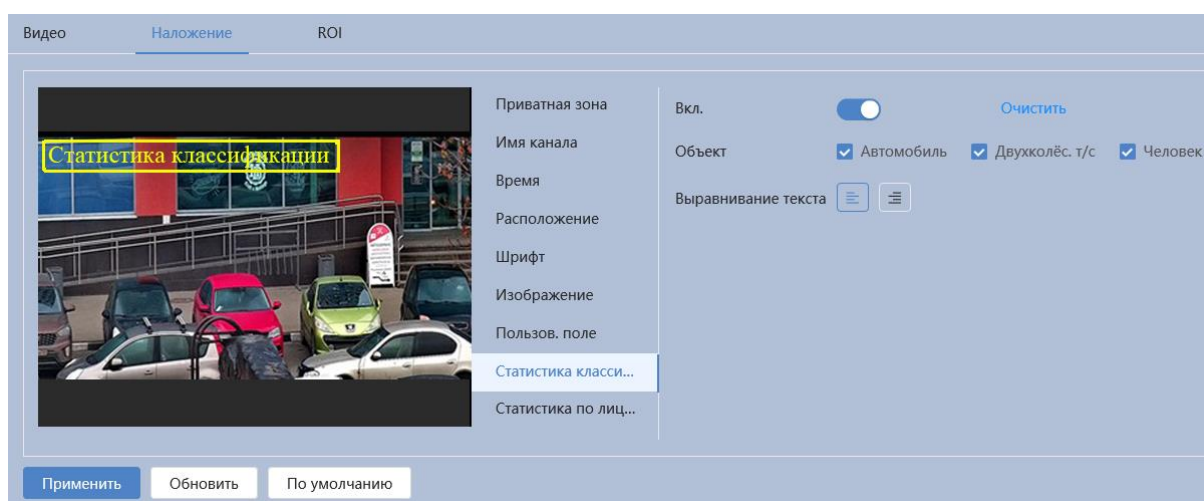 Видео Наложение ROI
Статистика классификации
Приватная зона
Имя канала
Время
Расположение
Шрифт
Изображение
Пользов. поле
Статистика класси...
Статистика по лиц...
Вкл. Очистить
Объект Автомобиль Двухколёс. т/с Человек
Выравнивание текста
Применить Обновить По умолчанию